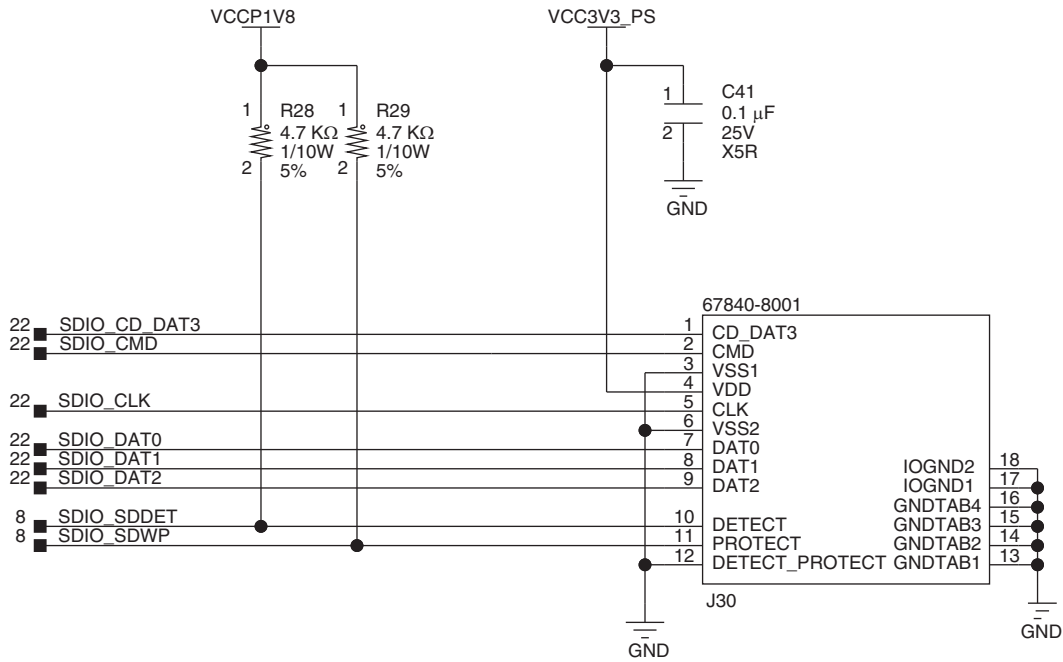 VCCP1V8
VCC3V3_PS
1
R28
4.7 KΩ
1/10W
5%
2
1
R29
4.7 KΩ
1/10W
5%
2
1
C41
0.1 μF
25V
X5R
2
GND
67840-8001
22 SDIO_CD_DAT3 1 CD_DAT3
22 SDIO_CMD 2 CMD
3 VSS1
4 VDD
22 SDIO_CLK 5 CLK
6 VSS2
22 SDIO_DAT0 7 DAT0
22 SDIO_DAT1 8 DAT1 IOGND2 18
22 SDIO_DAT2 9 DAT2 IOGND1 17
GNDTAB4 16
8 SDIO_SDDET 10 DETECT GNDTAB3 15
8 SDIO_SDWP 11 PROTECT GNDTAB2 14
12 DETECT_PROTECT GNDTAB1 13
J30
GND
GND